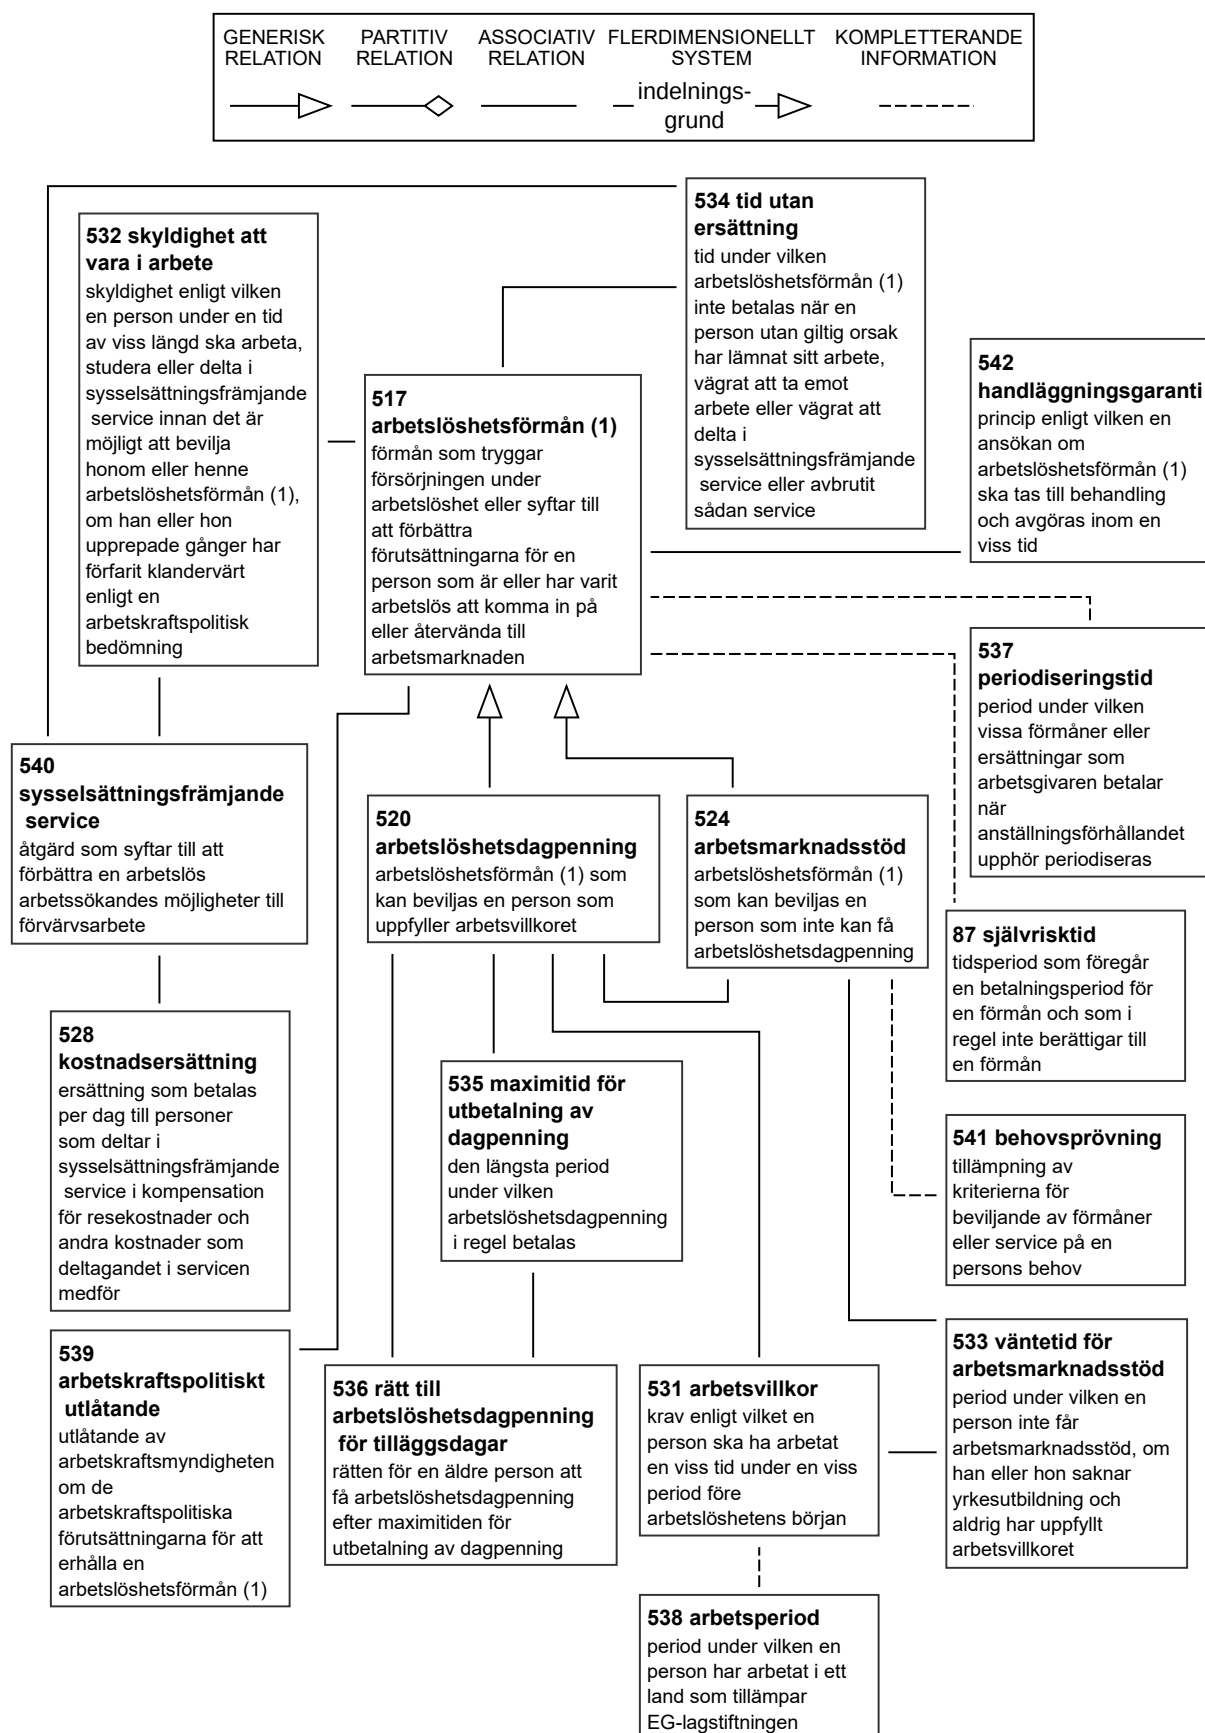 GENERISK
RELATION
PARTITIV
RELATION
ASSOCIATIV
RELATION
FLERDIMENSIONELLT
SYSTEM
KOMPLETTERANDE
INFORMATION
indelnings-
grund
534 tid utan
ersättning
tid under vilken
arbetslöshetsförmån (1)
inte betalas när en
person utan giltig orsak
har lämnat sitt arbete,
vägrat att ta emot
arbete eller vägrat att
delta i
sysselsättningsfrämjande
service eller avbrutit
sådan service
532 skyldighet att
vara i arbete
skyldighet enligt vilken
en person under en tid
av viss längd ska arbeta,
studera eller delta i
sysselsättningsfrämjande
service innan det är
möjligt att bevilja
honom eller henne
arbetslöshetsförmån (1),
om han eller hon
upprepade gånger har
förfarit klandervärt
enligt en
arbetskraftspolitisk
bedömning
517
arbetslöshetsförmån (1)
förmån som tryggar
försörjningen under
arbetslöshet eller syftar till
att förbättra
förutsättningarna för en
person som är eller har varit
arbetslös att komma in på
eller återvända till
arbetsmarknaden
542
handläggningsgaranti
princip enligt vilken en
ansökan om
arbetslöshetsförmån (1)
ska tas till behandling
och avgöras inom en
viss tid
537
periodiseringstid
period under vilken
vissa förmåner eller
ersättningar som
arbetsgivaren betalar
när
anställningsförhållandet
upphör periodiseras
540
sysselsättningsfrämjande
service
åtgärd som syftar till att
förbättra en arbetslös
arbetssökandes möjligheter till
förvärvsarbete
520
arbetslöshetsdagpenning
arbetslöshetsförmån (1) som
kan beviljas en person som
uppfyller arbetsvillkoret
524
arbetsmarknadsstöd
arbetslöshetsförmån (1)
som kan beviljas en
person som inte kan få
arbetslöshetsdagpenning
87 självrisktid
tidsperiod som föregår
en betalningsperiod för
en förmån och som i
regel inte berättigar till
en förmån
528
kostnadsersättning
ersättning som betalas
per dag till personer
som deltar i
sysselsättningsfrämjande
service i kompensation
för resekostnader och
andra kostnader som
deltagandet i servicen
medför
535 maximitid för
utbetalning av
dagpenning
den längsta period
under vilken
arbetslöshetsdagpenning
i regel betalas
541 behovsprövning
tillämpning av
kriterierna för
beviljande av förmåner
eller service på en
persons behov
539
arbetskraftspolitiskt
utlåtande
utlåtande av
arbetskraftsmyndigheten
om de
arbetskraftspolitiska
förutsättningarna för att
erhålla en
arbetslöshetsförmån (1)
536 rätt till
arbetslöshetsdagpenning
för tilläggsdagar
rätten för en äldre person att
få arbetslöshetsdagpenning
efter maximitiden för
utbetalning av dagpenning
531 arbetsvillkor
krav enligt vilket en
person ska ha arbetat
en viss tid under en viss
period före
arbetslöshetens början
533 väntetid för
arbetsmarknadsstöd
period under vilken en
person inte får
arbetsmarknadsstöd, om
han eller hon saknar
yrkesutbildning och
aldrig har uppfyllt
arbetsvillkoret
538 arbetsperiod
period under vilken en
person har arbetat i ett
land som tillämpar
EG-lagstiftningen